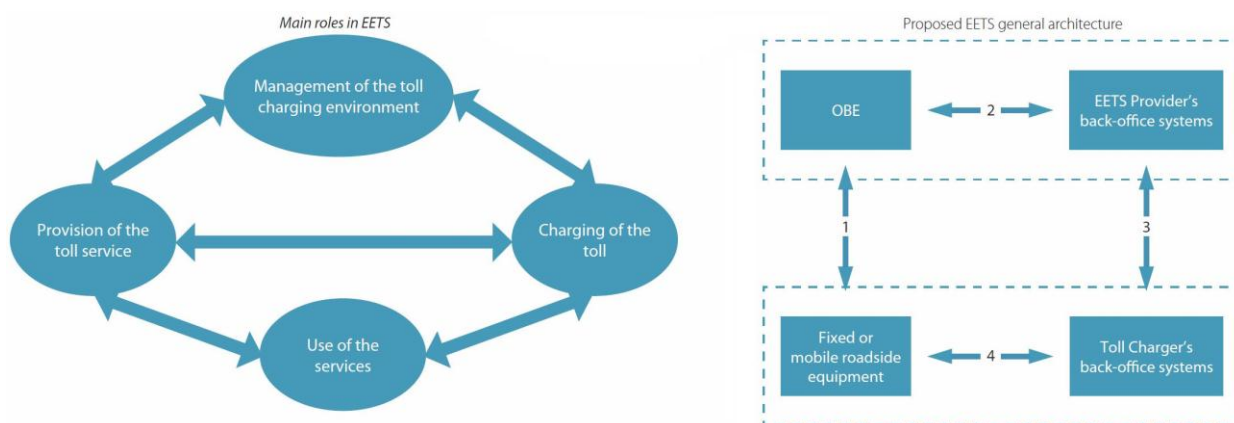 Main roles in EETS
Management of the toll
charging environment
Provision of the
toll service
Charging of the
toll
Use of the
services
Proposed EETS general architecture
OBE
2
EETS Provider's
back-office systems
1
3
Fixed or
mobile roadside
equipment
4
Toll Charger's
back-office systems